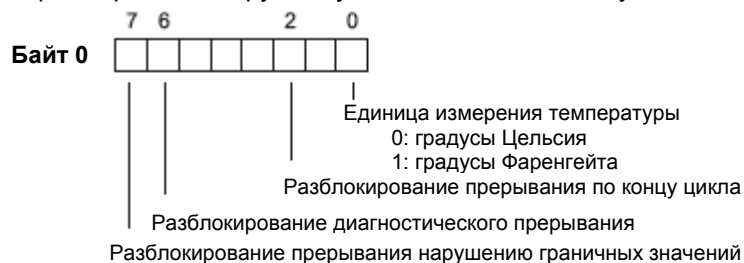 7 6 2 0
Байт 0
Единица измерения температуры
0: градусы Цельсия
1: градусы Фаренгейта
Разблокирование прерывания по концу цикла
Разблокирование диагностического прерывания
Разблокирование прерывания нарушению граничных значений